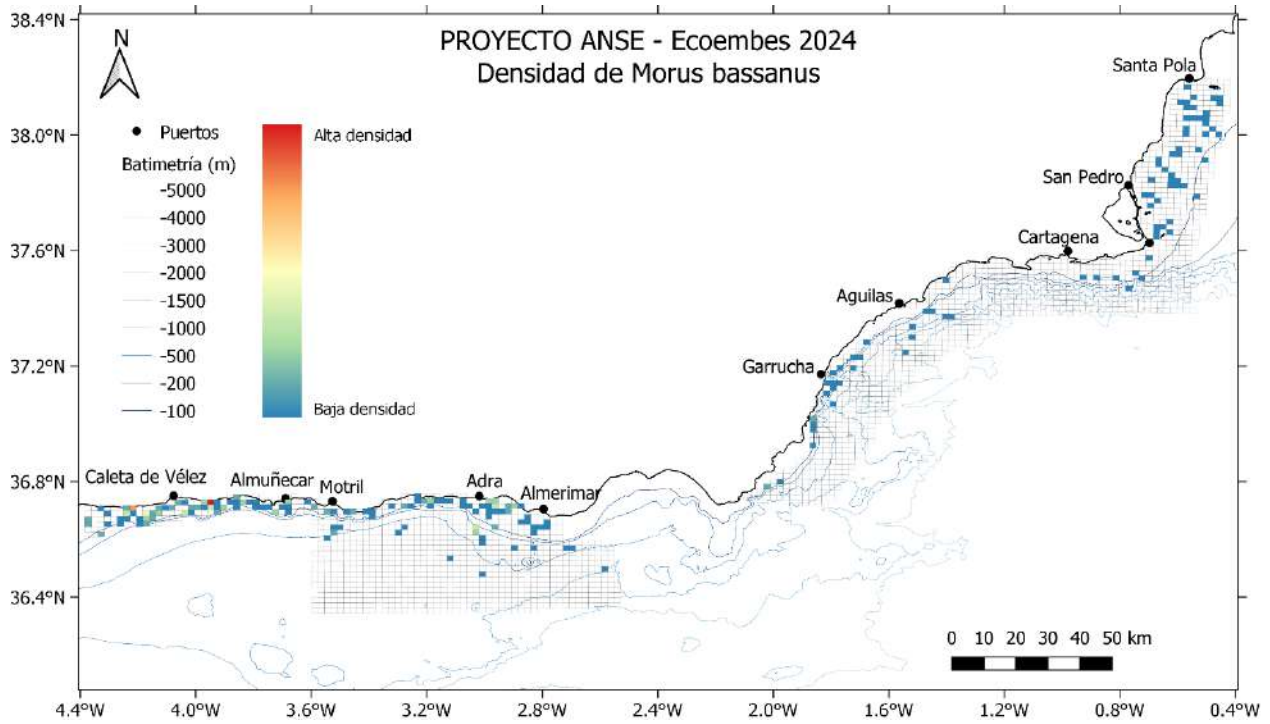 PROYECTO ANSE - Ecoembes 2024
Densidad de Morus bassanus
N
Puertos
Batimetría (m)
-5000
-4000
-3000
-2000
-1500
-1000
-500
-200
-100
Alta densidad
Baja densidad
Santa Pola
San Pedro
Cartagena
Aguilas
Garrucha
Caleta de Vélez
Almuñecar
Motril
Adra
Almerimar
0 10 20 30 40 50 km
38.4°N
38.0°N
37.6°N
37.2°N
36.8°N
36.4°N
4.4°W 4.0°W 3.6°W 3.2°W 2.8°W 2.4°W 2.0°W 1.6°W 1.2°W 0.8°W 0.4°W